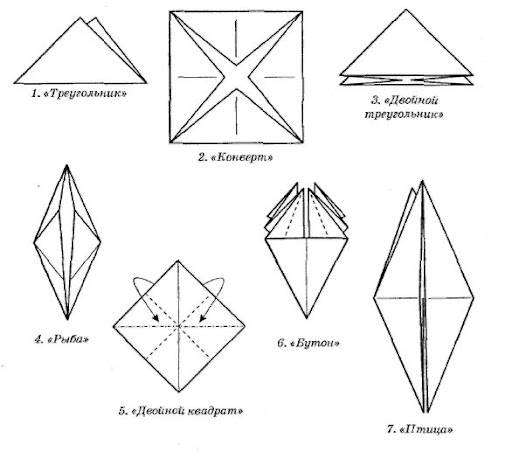 1. «Треугольник»
2. «Конверт»
3. «Двойной
треугольник»
4. «Рыба»
5. «Двойной квадрат»
6. «Бутон»
7. «Птица»